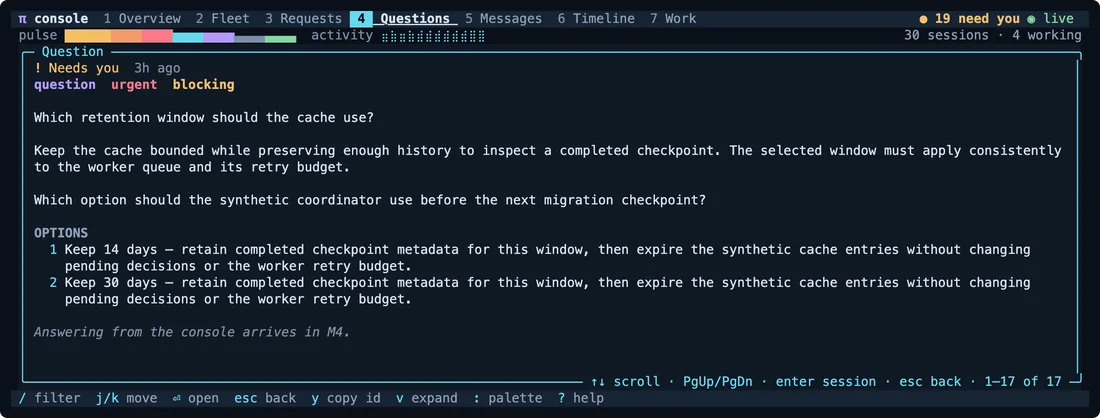 π console 1 Overview 2 Fleet 3 Requests 4 Questions 5 Messages 6 Timeline 7 Work ● 19 need you ◉ live
pulse activity 30 sessions · 4 working
Question
! Needs you 3h ago
question urgent blocking
Which retention window should the cache use?
Keep the cache bounded while preserving enough history to inspect a completed checkpoint. The selected window must apply consistently
to the worker queue and its retry budget.
Which option should the synthetic coordinator use before the next migration checkpoint?
OPTIONS
1 Keep 14 days — retain completed checkpoint metadata for this window, then expire the synthetic cache entries without changing
pending decisions or the worker retry budget.
2 Keep 30 days — retain completed checkpoint metadata for this window, then expire the synthetic cache entries without changing
pending decisions or the worker retry budget.
Answering from the console arrives in M4.
↑↓ scroll · PgUp/PgDn · enter session · esc back · 1–17 of 17
/ filter j/k move ⏎ open esc back y copy id v expand : palette ? help